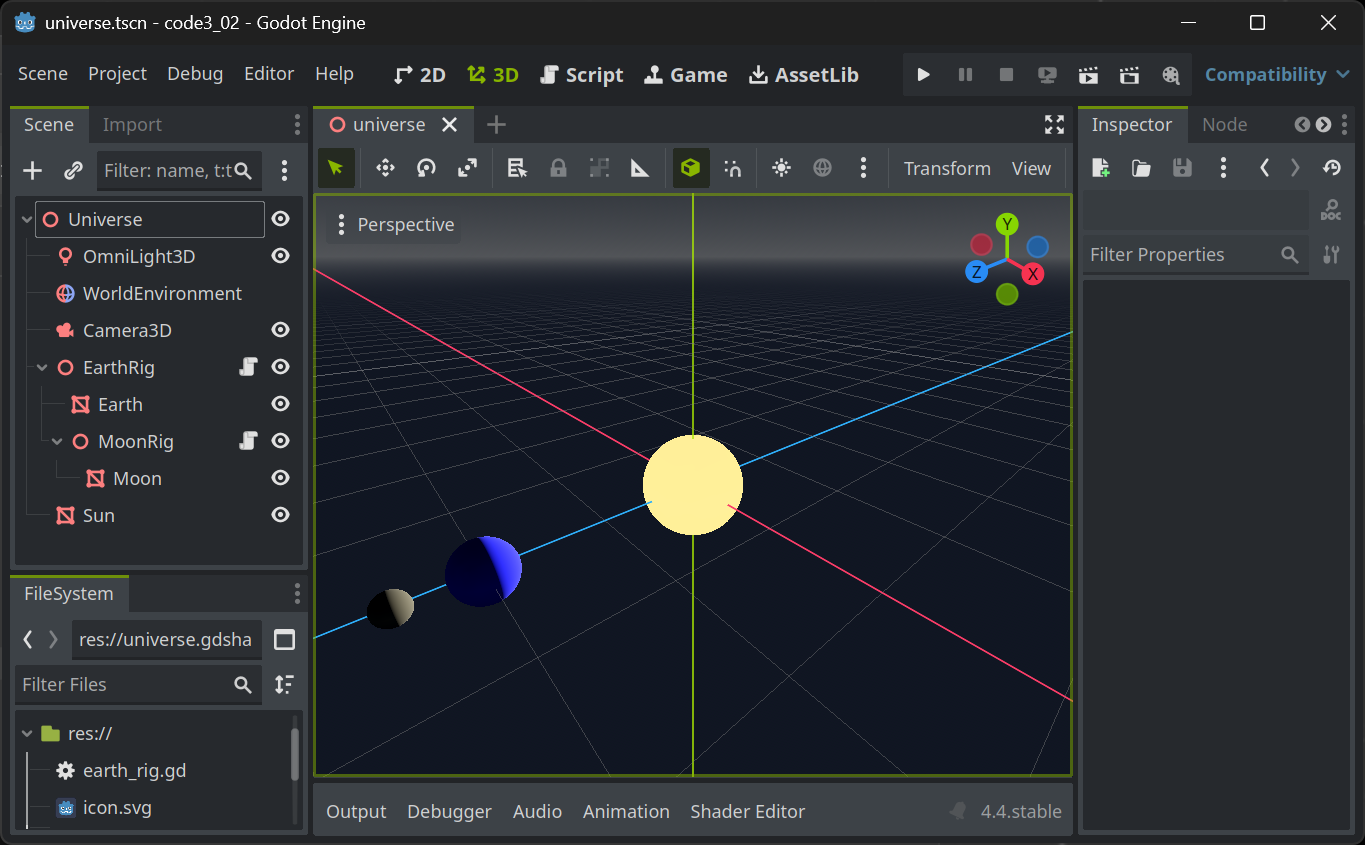 universe.tscn - code3_02 - Godot Engine
Scene Project Debug Editor Help 2D 3D Script Game AssetLib Compatibility
Scene Import
universe
Inspector Node
Filter: name, t:t
Transform View
Universe
OmniLight3D
WorldEnvironment
Camera3D
EarthRig
Earth
MoonRig
Moon
Sun
Perspective
Y
Z
X
DOC
Filter Properties
FileSystem
res://universe.gdsha
Filter Files
res://
earth_rig.gd
icon.svg
Output Debugger Audio Animation Shader Editor 4.4.stable